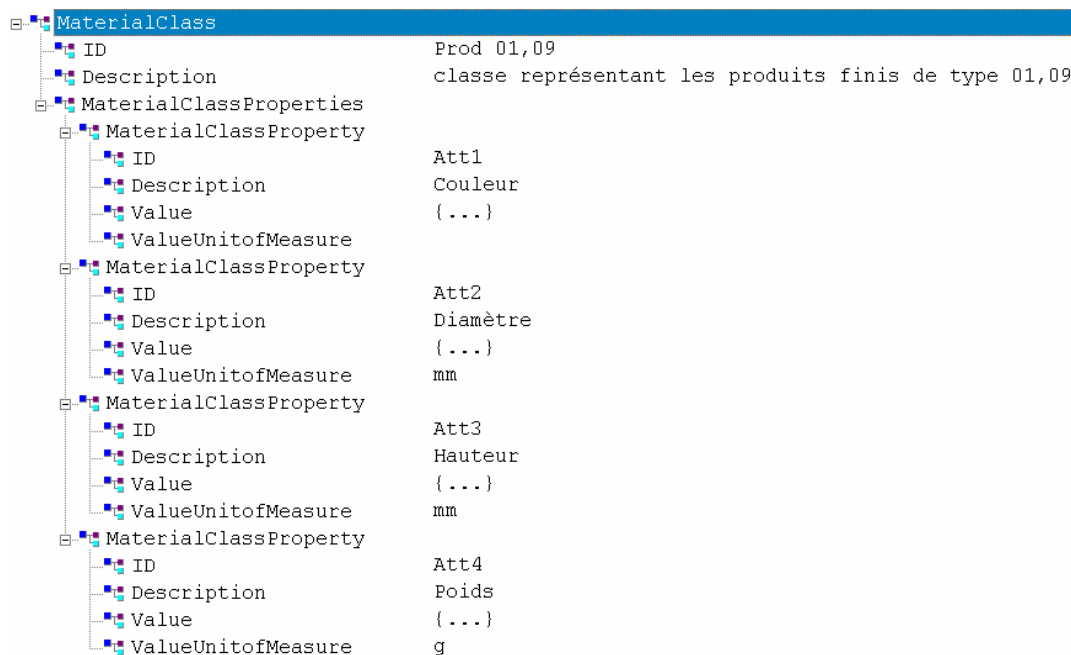 MaterialClass
ID Prod 01,09
Description classe représentant les produits finis de type 01,09
MaterialClassProperties
MaterialClassProperty
ID Att1
Description Couleur
Value {...}
ValueUnitofMeasure
MaterialClassProperty
ID Att2
Description Diamètre
Value {...}
ValueUnitofMeasure mm
MaterialClassProperty
ID Att3
Description Hauteur
Value {...}
ValueUnitofMeasure mm
MaterialClassProperty
ID Att4
Description Poids
Value {...}
ValueUnitofMeasure g